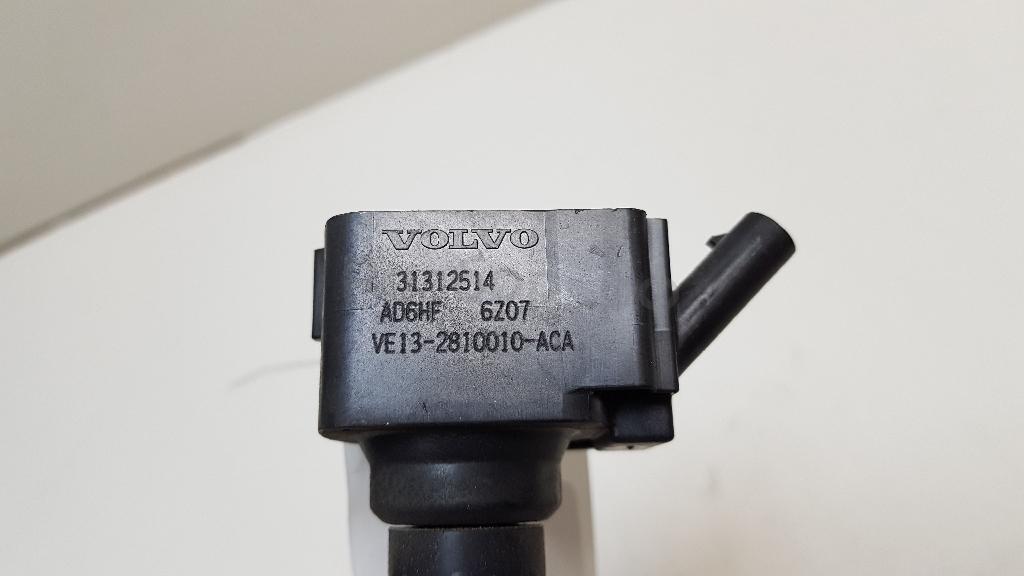 VOLVO
31312514
AD6HF 6Z07
VE13-2810010-ACA